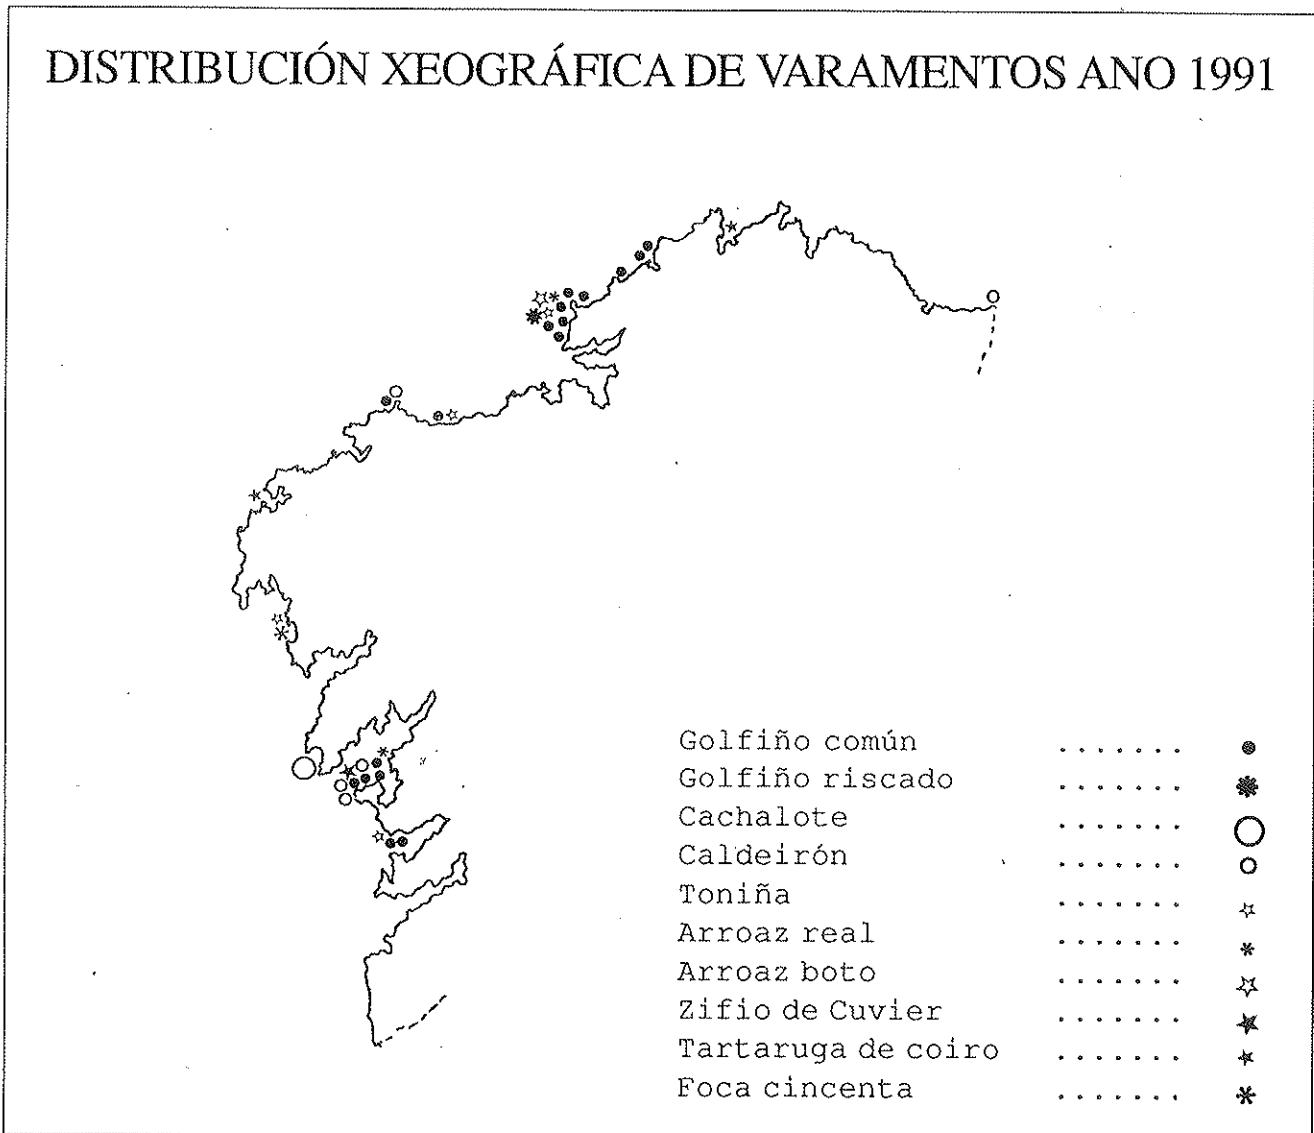 DISTRIBUCIÓN XEOGRÁFICA DE VARAMENTOS ANO 1991
Golfiño común .......
Golfiño riscado .......
Cachalote .......
Caldeirón .......
Toniña .......
Arroaz real .......
Arroaz boto .......
Zifio de Cuvier .......
Tartaruga de coiro .......
Foca cincenta .......